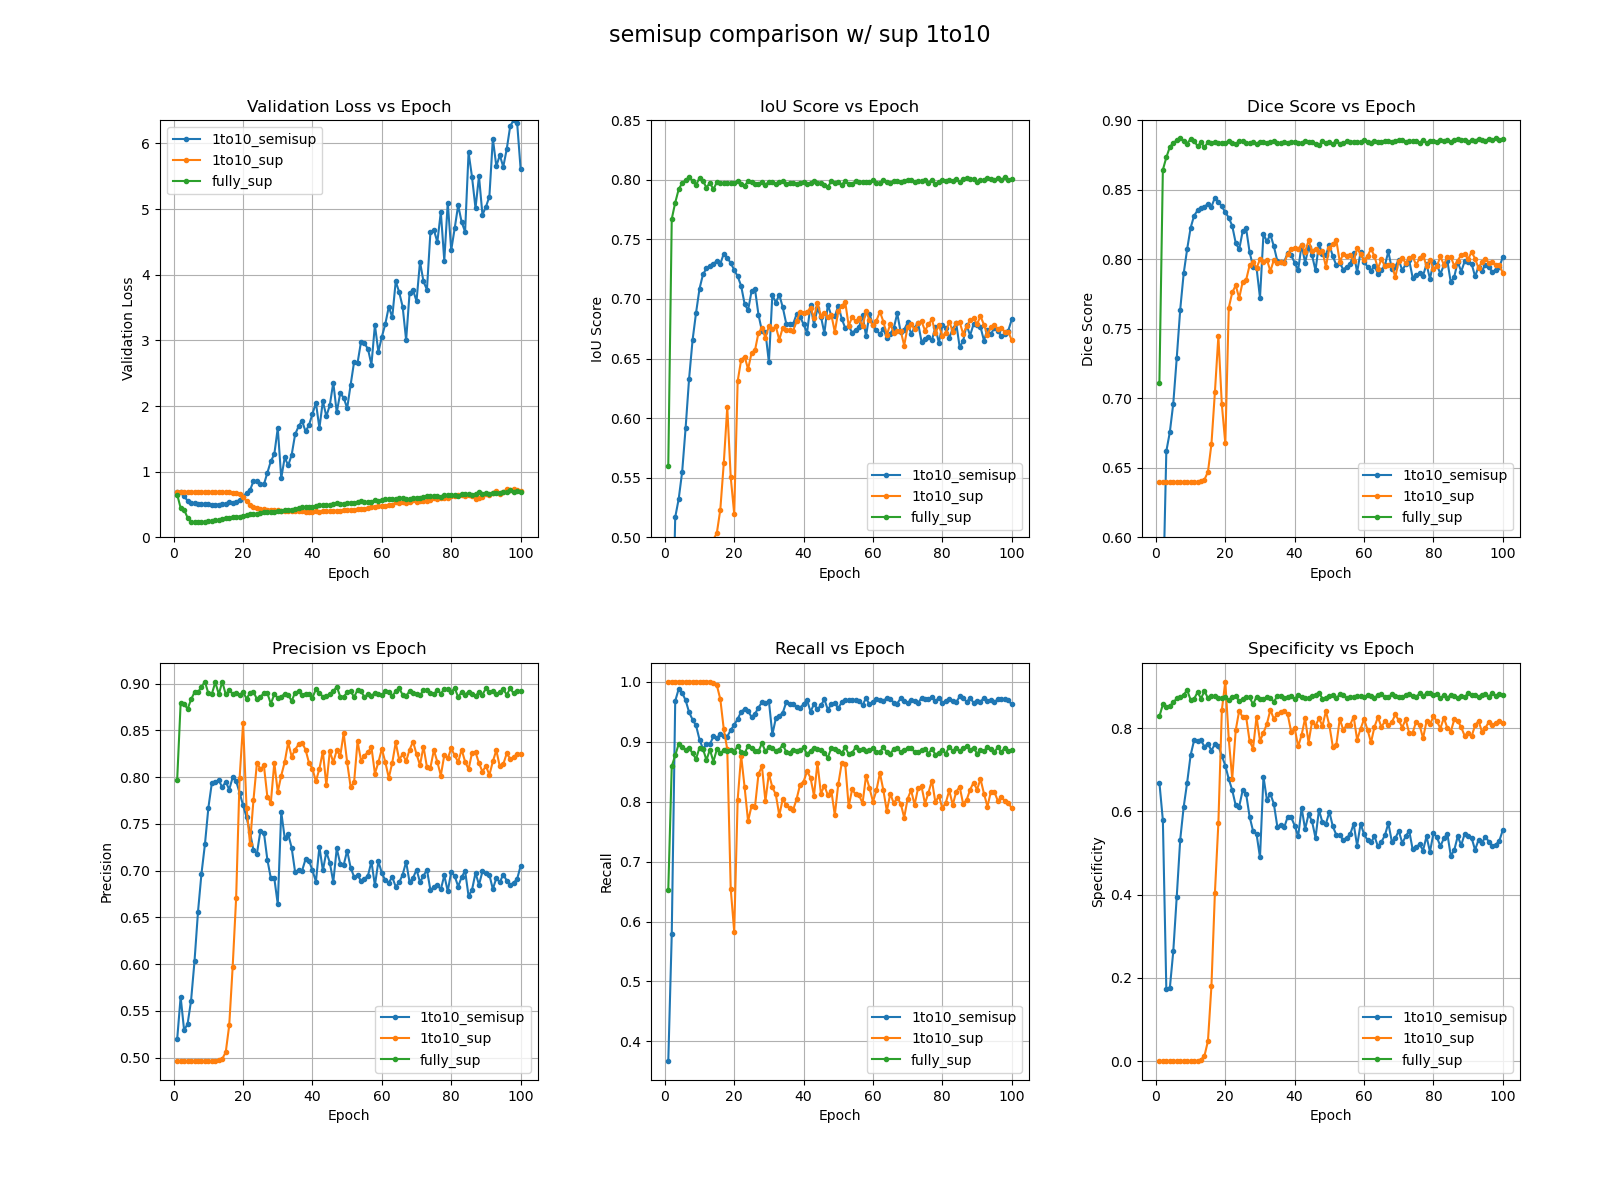 semisup comparison w/ sup 1to10
Validation Loss vs Epoch
Validation Loss
6
5
4
3
2
1
0
1to10_semisup
1to10_sup
fully_sup
0 20 40 60 80 100
Epoch
IoU Score vs Epoch
IoU Score
0.85
0.80
0.75
0.70
0.65
0.60
0.55
0.50
1to10_semisup
1to10_sup
fully_sup
0 20 40 60 80 100
Epoch
Dice Score vs Epoch
Dice Score
0.90
0.85
0.80
0.75
0.70
0.65
0.60
1to10_semisup
1to10_sup
fully_sup
0 20 40 60 80 100
Epoch
Precision vs Epoch
Precision
0.90
0.85
0.80
0.75
0.70
0.65
0.60
0.55
0.50
1to10_semisup
1to10_sup
fully_sup
0 20 40 60 80 100
Epoch
Recall vs Epoch
Recall
1.0
0.9
0.8
0.7
0.6
0.5
0.4
1to10_semisup
1to10_sup
fully_sup
0 20 40 60 80 100
Epoch
Specificity vs Epoch
Specificity
0.8
0.6
0.4
0.2
0.0
1to10_semisup
1to10_sup
fully_sup
0 20 40 60 80 100
Epoch